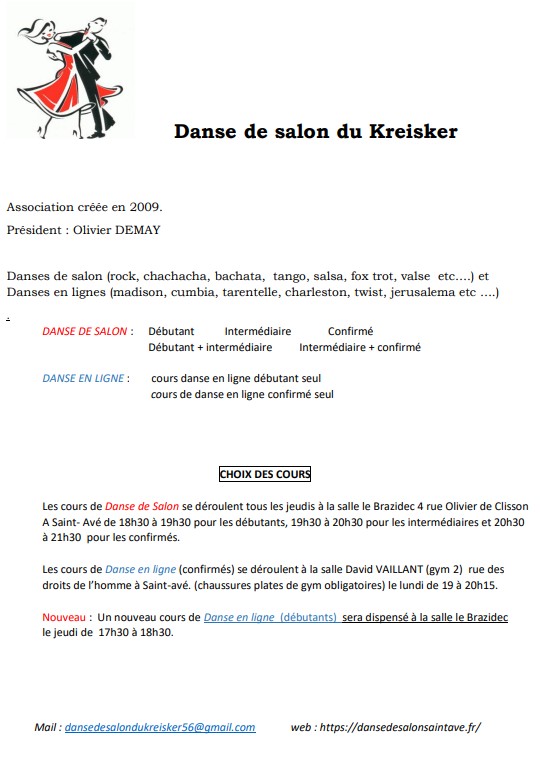 Danse de salon du Kreisker
Association créée en 2009.
Président : Olivier DEMAY
Danses de salon (rock, chachacha, bachata, tango, salsa, fox trot, valse etc....) et
Danses en lignes (madison, cumbia, tarentelle, charleston, twist, jerusalema etc ....)
.
DANSE DE SALON : Débutant Intermédiaire Confirmé
Débutant + intermédiaire Intermédiaire + confirmé
DANSE EN LIGNE : cours danse en ligne débutant seul
cours de danse en ligne confirmé seul
CHOIX DES COURS
Les cours de Danse de Salon se déroulent tous les jeudis à la salle le Brazidec 4 rue Olivier de Clisson
A Saint- Avé de 18h30 à 19h30 pour les débutants, 19h30 à 20h30 pour les intermédiaires et 20h30
à 21h30 pour les confirmés.
Les cours de Danse en ligne (confirmés) se déroulent à la salle David VAILLANT (gym 2) rue des
droits de l'homme à Saint-avé. (chaussures plates de gym obligatoires) le lundi de 19 à 20h15.
Nouveau : Un nouveau cours de Danse en ligne (débutants) sera dispensé à la salle le Brazidec
le jeudi de 17h30 à 18h30.
Mail : dansedesalondukreisker56@gmail.com web : https://dansedesalonsaintave.fr/